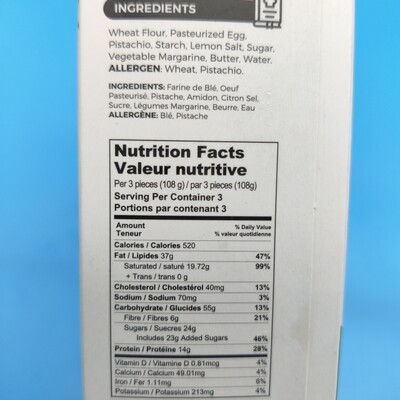 INGREDIENTS
Wheat Flour, Pasteurized Egg,
Pistachio, Starch, Lemon Salt, Sugar,
Vegetable Margarine, Butter, Water.
ALLERGEN: Wheat, Pistachio.
INGREDIENTS: Farine de Blé, Oeuf
Pasteurisé, Pistache, Amidon, Citron Sel,
Sucre, Légumes Margarine, Beurre, Eau
ALLERGÈNE: Blé, Pistache
Nutrition Facts
Valeur nutritive
Per 3 pieces (108 g) / par 3 pieces (108g)
Serving Per Container 3
Portions par contenant 3
Amount % Daily Value
Teneur % valeur quotidienne
Calories / Calories 520
Fat / Lipides 37g 47%
Saturated / saturé 19.72g 99%
+ Trans / trans 0 g
Cholesterol / Cholestérol 40mg 13%
Sodium / Sodium 70mg 3%
Carbohydrate / Glucides 55g 13%
Fibre / Fibres 6g 21%
Sugars / Suecres 24g
Includes 23g Added Sugars 46%
Protein / Protéine 14g 28%
Vitamin D / Vitamine D 0.81mcg 4%
Calcium / Calcium 49.01mg 4%
Iron / Fer 1.11mg 6%
Potassium / Potassium 213mg 4%